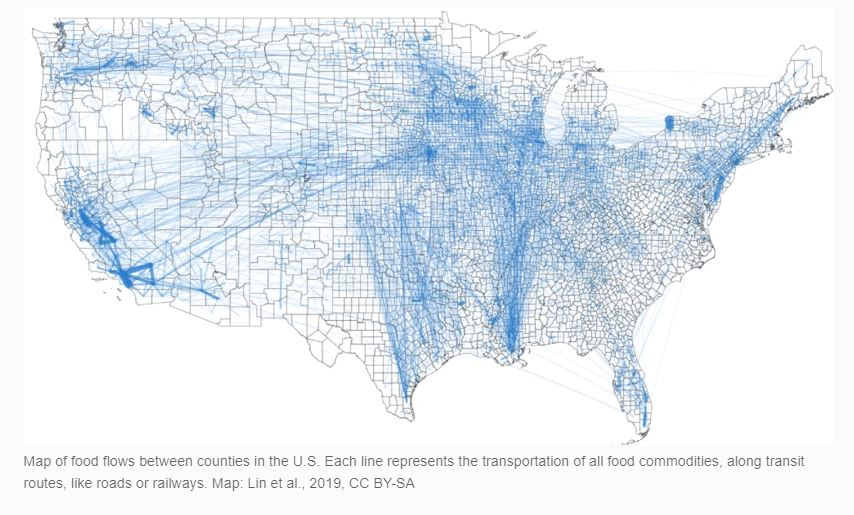 Map of food flows between counties in the U.S. Each line represents the transportation of all food commodities, along transit
routes, like roads or railways. Map: Lin et al., 2019, CC BY-SA